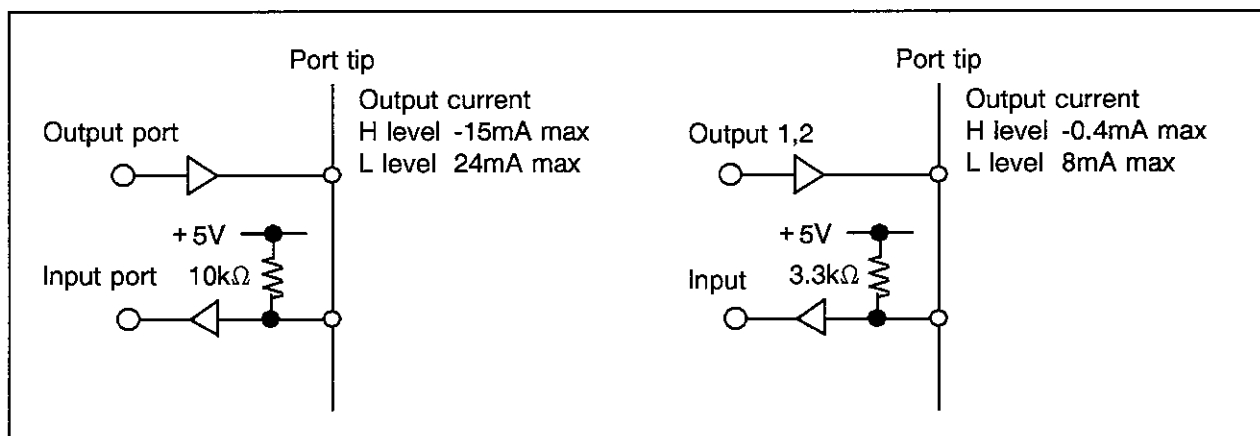 Port tip
Output current
H level -15mA max
L level 24mA max
Output port
+5V
Input port
10kΩ
Port tip
Output current
H level -0.4mA max
L level 8mA max
Output 1,2
+5V
Input
3.3kΩ